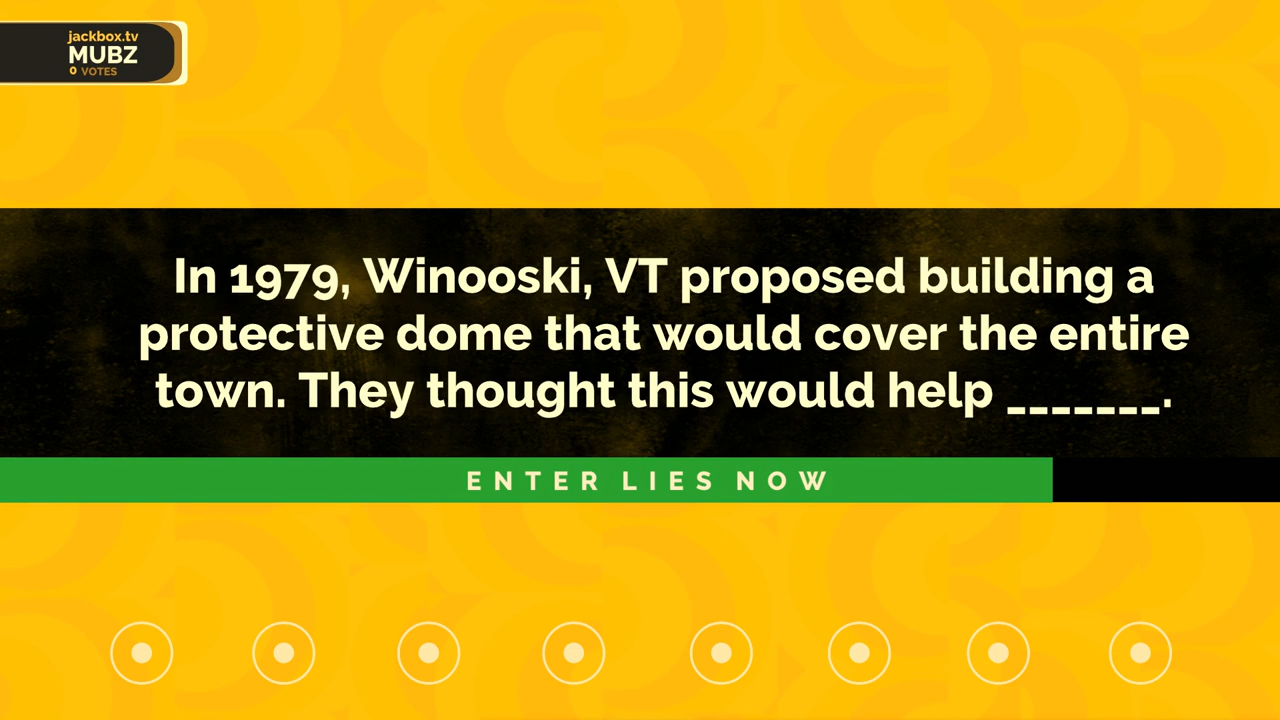 jackbox.tv
MUBZ
0 VOTES
In 1979, Winooski, VT proposed building a
protective dome that would cover the entire
town. They thought this would help _______.
ENTER LIES NOW